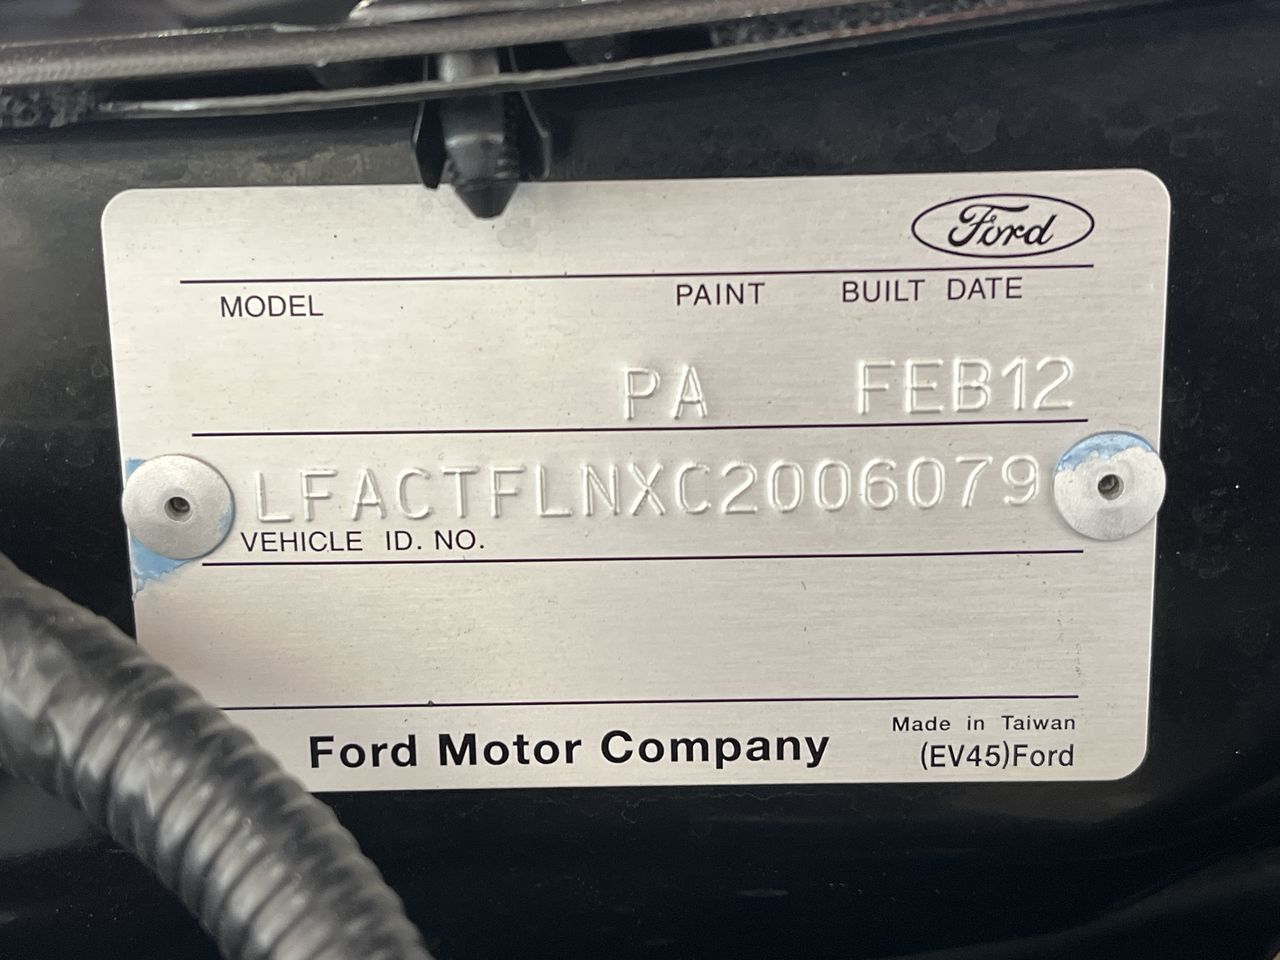 Ford
MODEL PAINT BUILT DATE
PA FEB12
LFACTFLNXC2006079
VEHICLE ID. NO.
Ford Motor Company
Made in Taiwan
(EV45)Ford